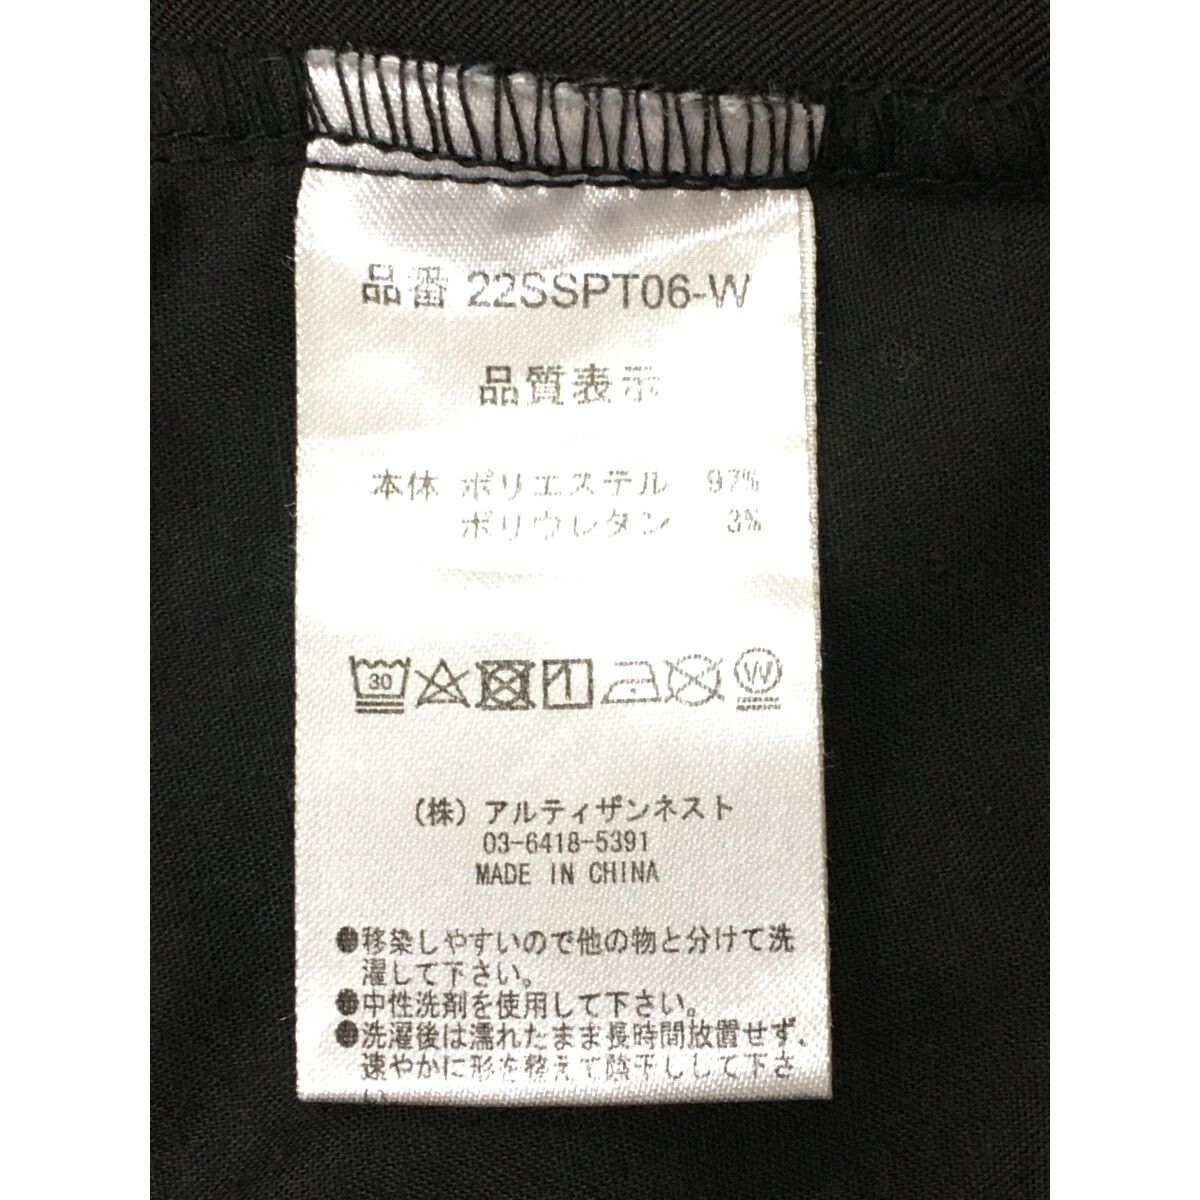 品番 22SSPT06-W
品質表示
本体 ポリエステル 97%
ポリウレタン 3%
30
W
(株) アルティザンネスト
03-6418-5391
MADE IN CHINA
●移染しやすいので他の物と分けて洗
濯して下さい。
●中性洗剤を使用して下さい。
●洗濯後は濡れたまま長時間放置せず、
速やかに形を整えて陰干しして下さ
い